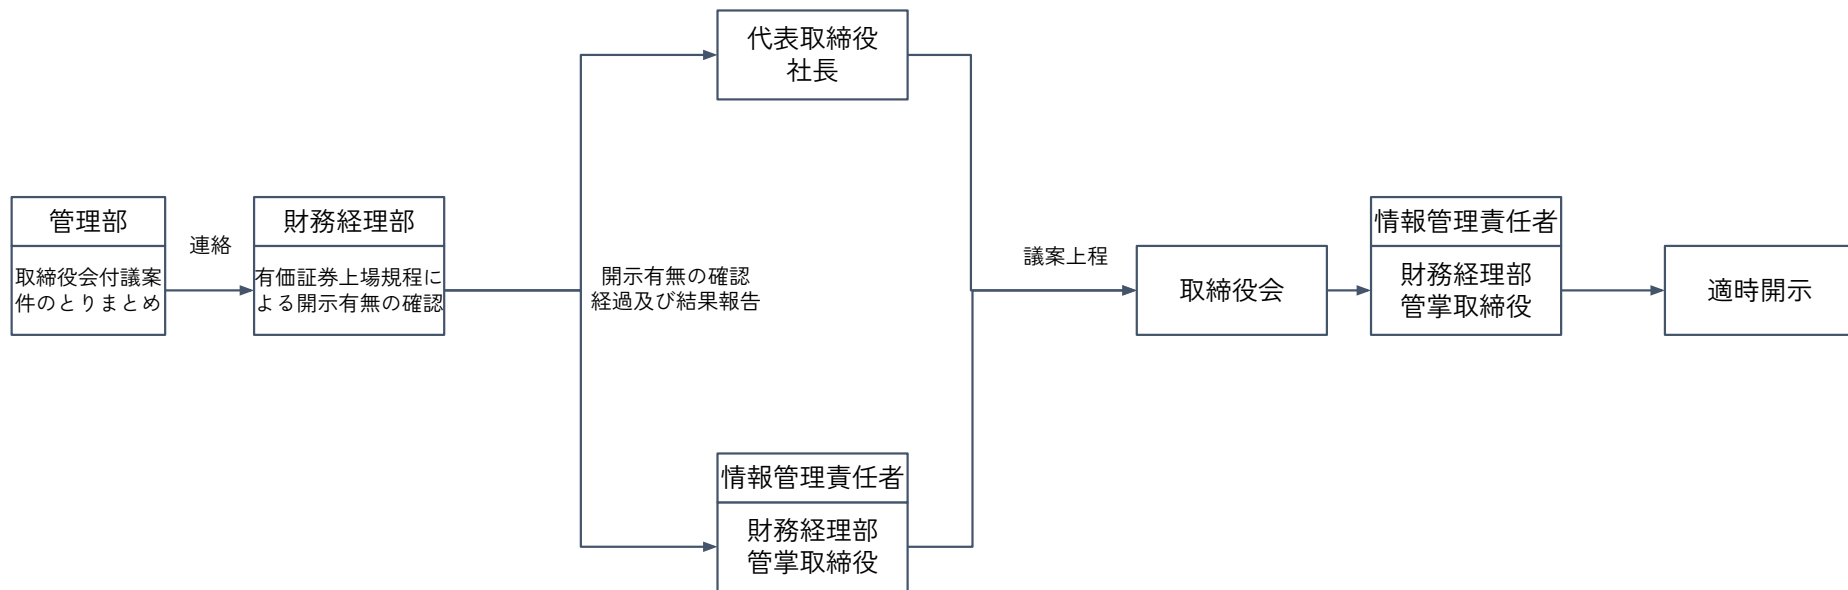 管理部
取締役会付議案
件のとりまとめ
連絡
財務経理部
有価証券上場規程に
よる開示有無の確認
開示有無の確認
経過及び結果報告
代表取締役
社長
情報管理責任者
財務経理部
管掌取締役
議案上程
取締役会
情報管理責任者
財務経理部
管掌取締役
適時開示